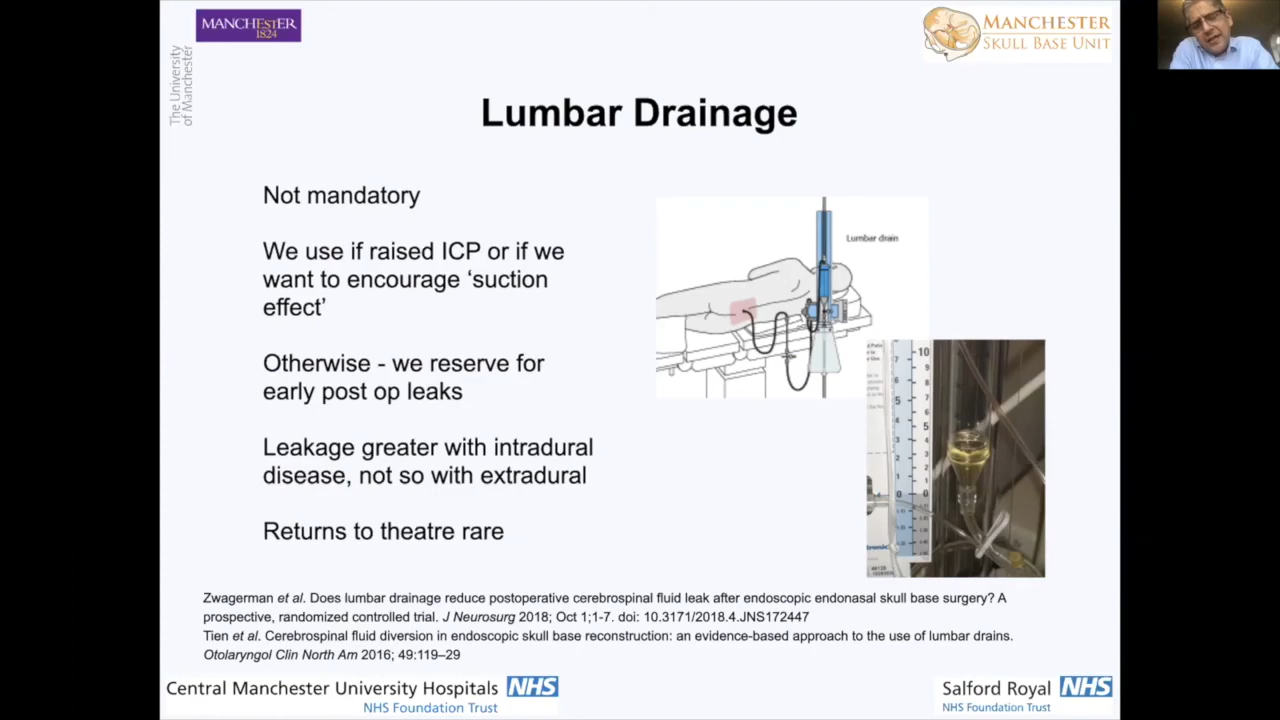 MANCHESTER
1824
The University
of Manchester
MANCHESTER
SKULL BASE UNIT
Lumbar Drainage
Not mandatory
We use if raised ICP or if we
want to encourage ‘suction
effect’
Otherwise - we reserve for
early post op leaks
Leakage greater with intradural
disease, not so with extradural
Returns to theatre rare
Lumbar drain
Zwagerman et al. Does lumbar drainage reduce postoperative cerebrospinal fluid leak after endoscopic endonasal skull base surgery? A
prospective, randomized controlled trial. J Neurosurg 2018; Oct 1;1-7. doi: 10.3171/2018.4.JNS172447
Tien et al. Cerebrospinal fluid diversion in endoscopic skull base reconstruction: an evidence-based approach to the use of lumbar drains.
Otolaryngol Clin North Am 2016; 49:119–29
Central Manchester University Hospitals NHS
NHS Foundation Trust
Salford Royal NHS
NHS Foundation Trust